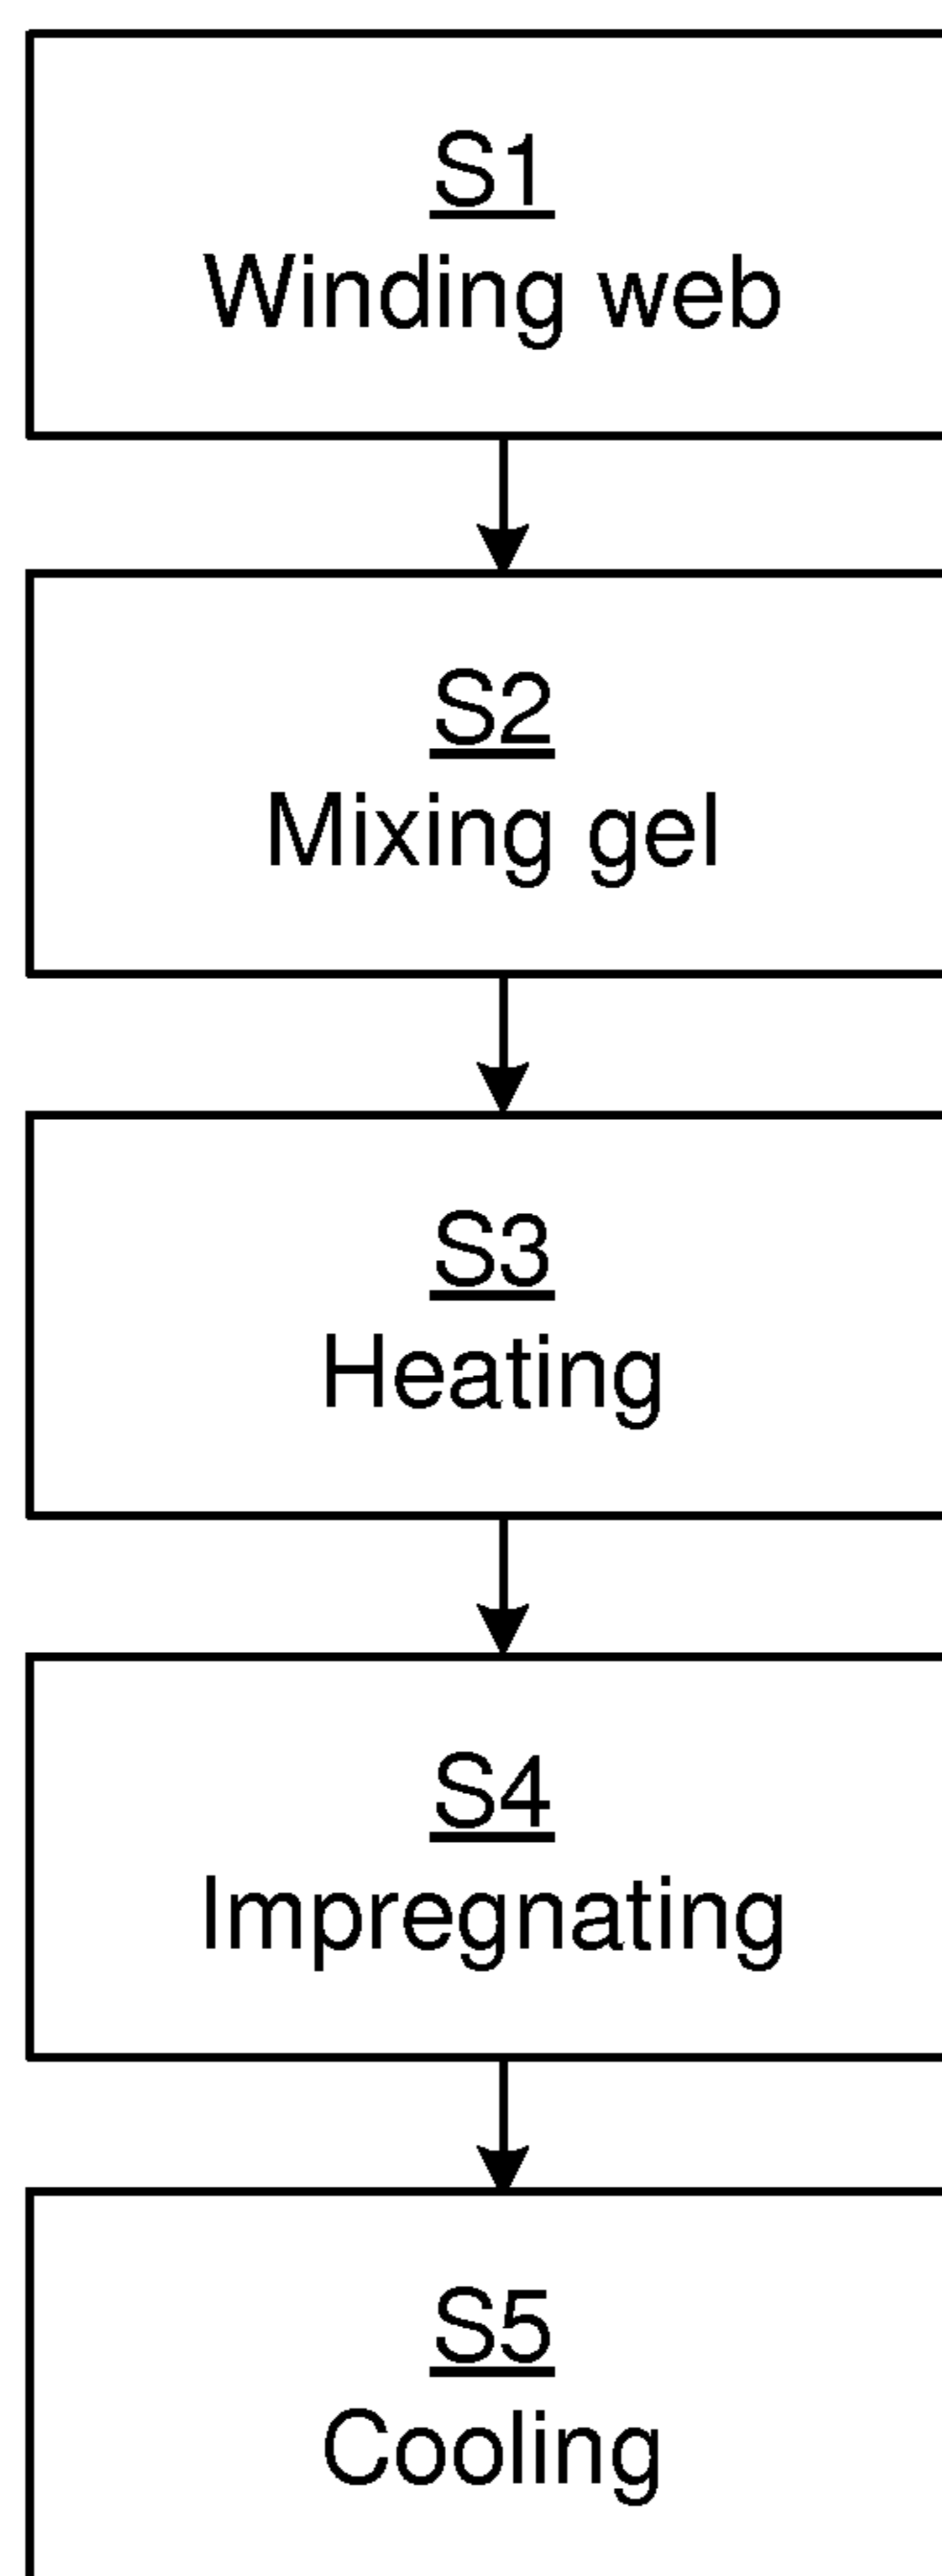 S1
Winding web
S2
Mixing gel
S3
Heating
S4
Impregnating
S5
Cooling